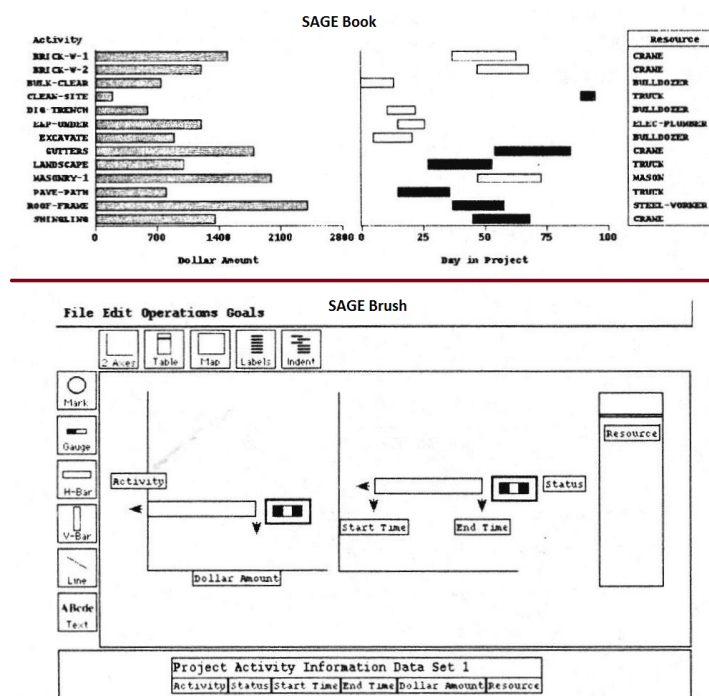 SAGE Book
Activity Resource
BRICK-W-1 CRANE
BRICK-W-2 CRANE
BULK-CLEAR BULLDOZER
CLEAN-SITE TRUCK
DIG-TRENCH BULLDOZER
E&P-UNDER ELEC-PLUMBER
EXCAVATE BULLDOZER
GUTTERS CRANE
LANDSCAPE TRUCK
MASONRY-1 MASON
PAVE-PATH TRUCK
ROOF-FRAME STEEL-WORKER
SHINGLING CRANE
0 700 1400 2100 2800 0 25 50 75 100
Dollar Amount Day in Project
SAGE Brush
File Edit Operations Goals
2 Axes Table Map Labels Indent
Mark
Gauge
H-Bar
V-Bar
Line
ABcde
Text
Resource
Activity
Status
Start Time End Time
Dollar Amount
Project Activity Information Data Set 1
Activity Status Start Time End Time Dollar Amount Resource